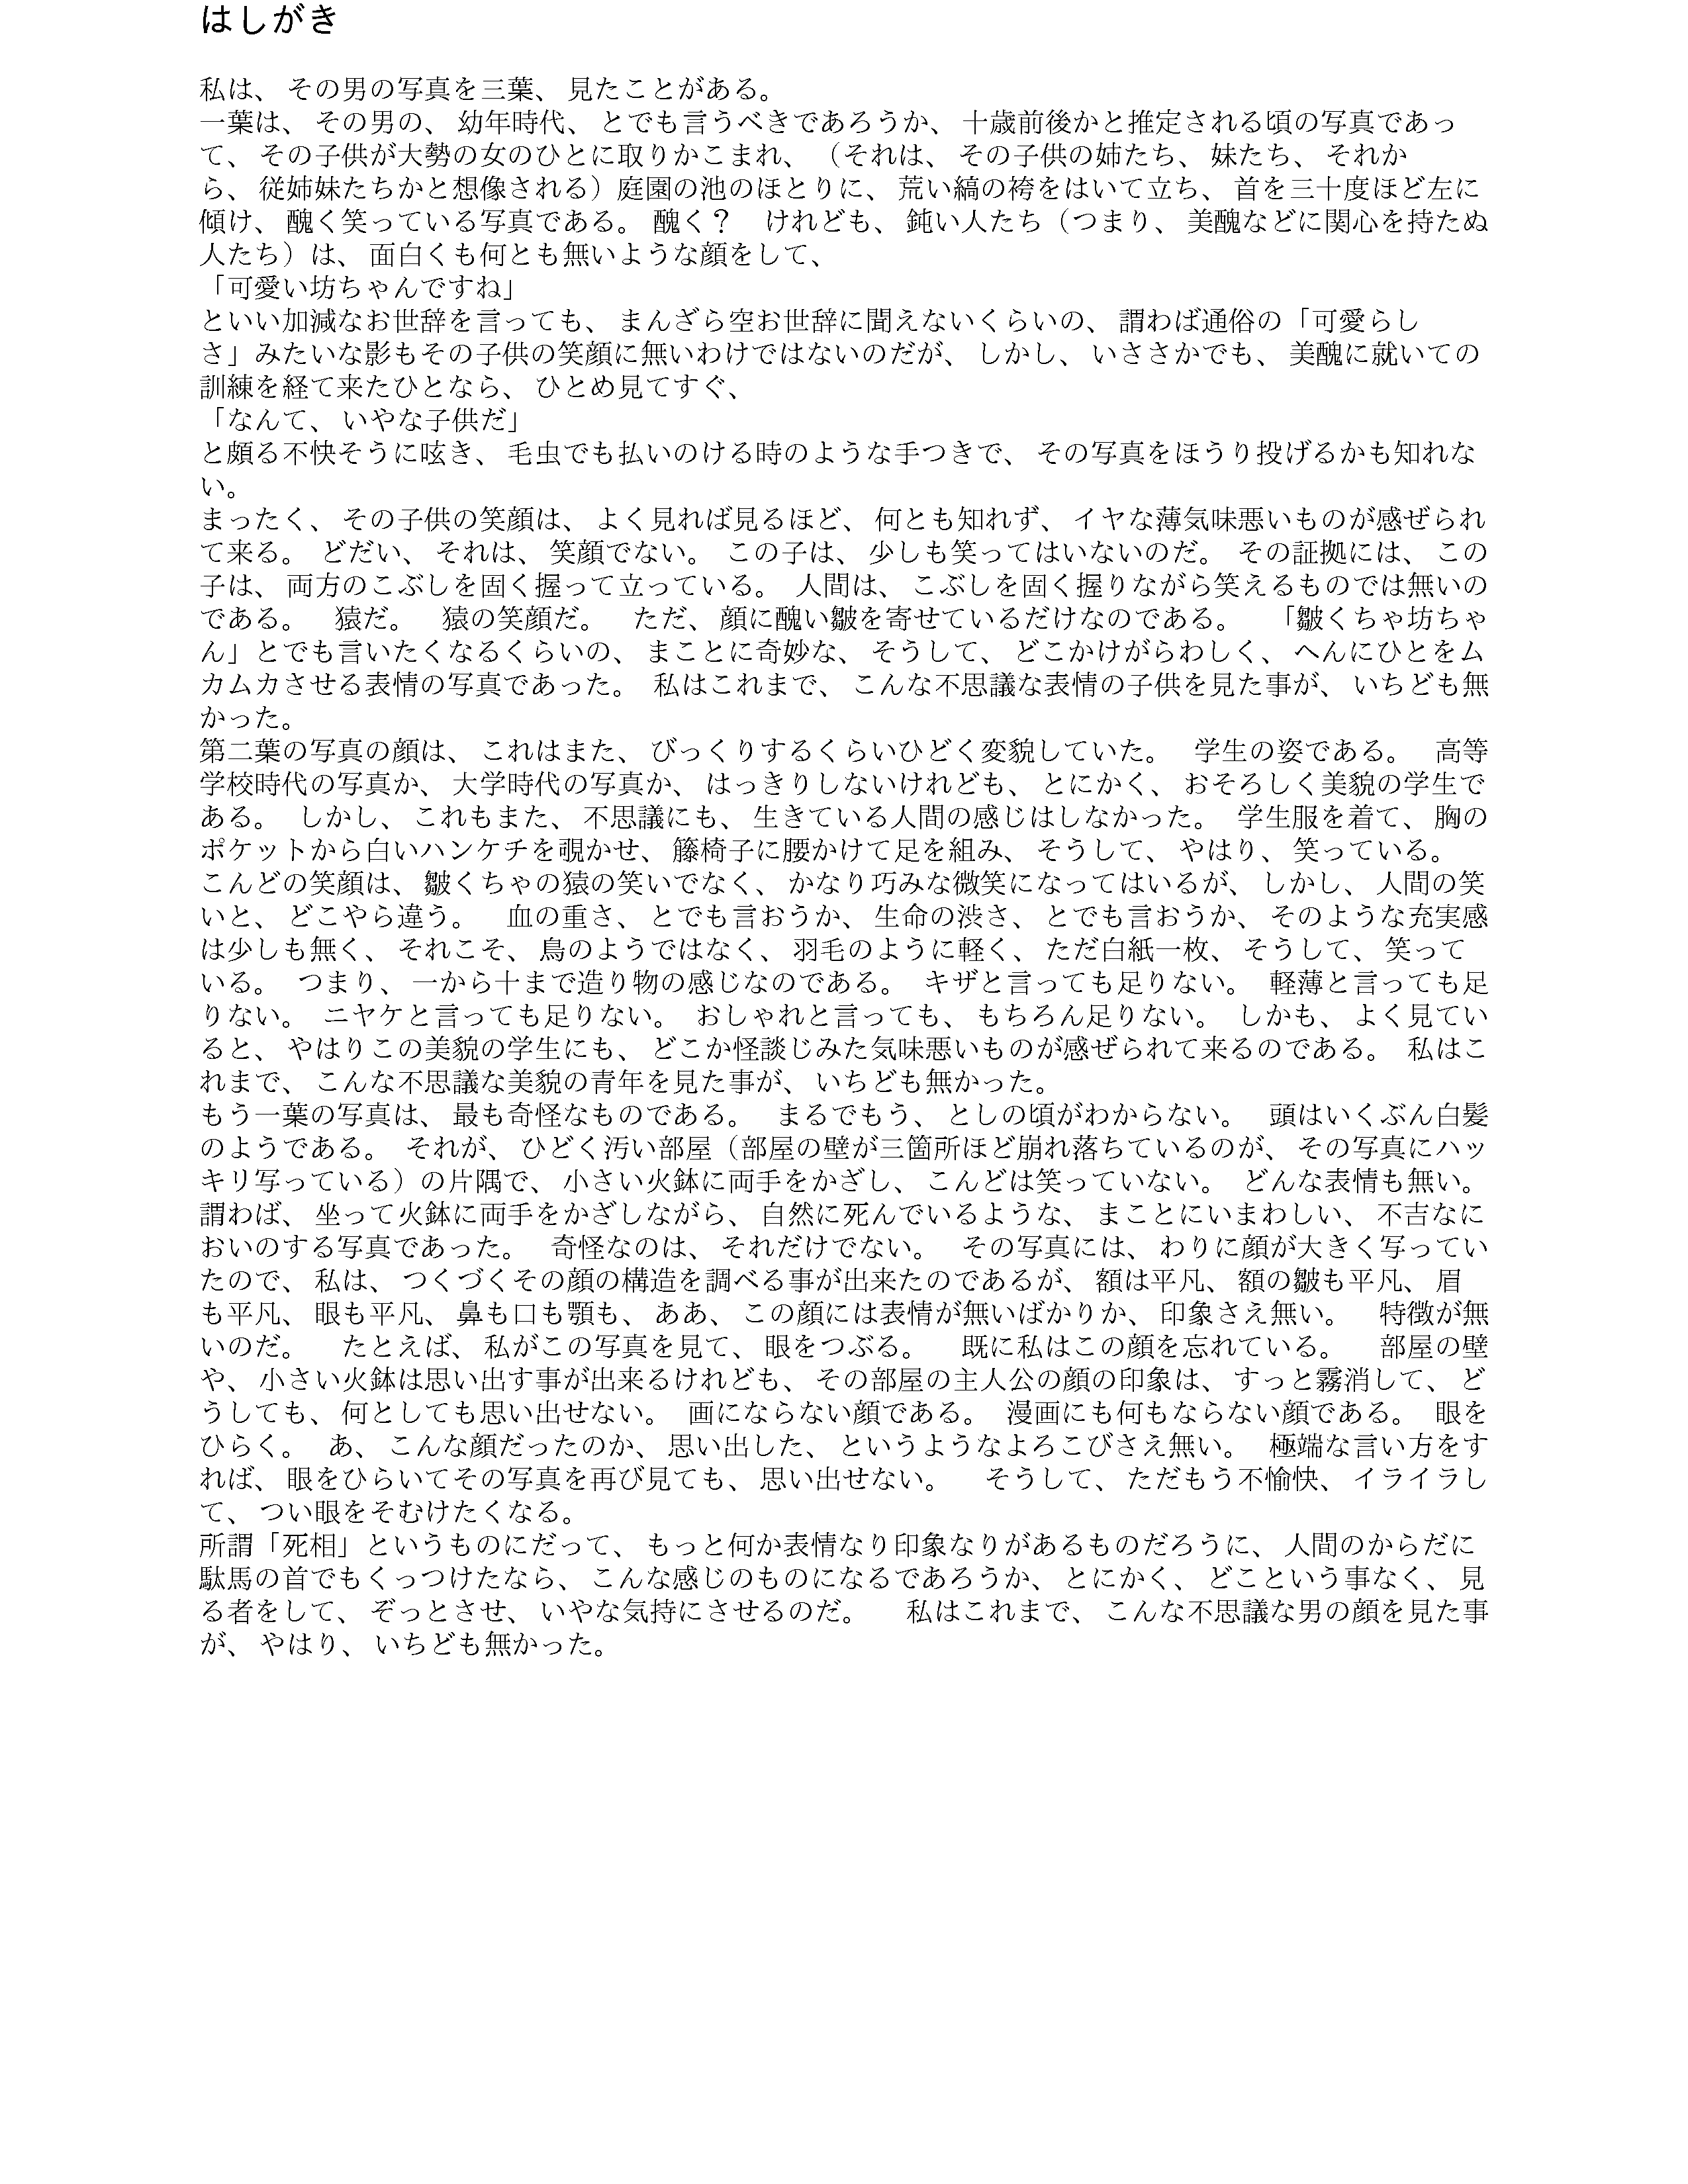 はしがき
私は、その男の写真を三葉、見たことがある。
一葉は、その男の、幼年時代、とでも言うべきであろうか、十歳前後かと推定される頃の写真であっ
て、その子供が大勢の女のひとに取りかこまれ、（それは、その子供の姉たち、妹たち、それか
ら、従姉妹たちかと想像される）庭園の池のほとりに、荒い縞の袴をはいて立ち、首を三十度ほど左に
傾け、醜く笑っている写真である。醜く？　けれども、鈍い人たち（つまり、美醜などに関心を持たぬ
人たち）は、面白くも何とも無いような顔をして、
「可愛い坊ちゃんですね」
といい加減なお世辞を言っても、まんざら空お世辞に聞えないくらいの、謂わば通俗の「可愛らし
さ」みたいな影もその子供の笑顔に無いわけではないのだが、しかし、いささかでも、美醜に就いての
訓練を経て来たひとなら、ひとめ見てすぐ、
「なんて、いやな子供だ」
と頗る不快そうに呟き、毛虫でも払いのける時のような手つきで、その写真をほうり投げるかも知れな
い。
まったく、その子供の笑顔は、よく見れば見るほど、何とも知れず、イヤな薄気味悪いものが感ぜられ
て来る。どだい、それは、笑顔でない。この子は、少しも笑ってはいないのだ。その証拠には、この
子は、両方のこぶしを固く握って立っている。人間は、こぶしを固く握りながら笑えるものでは無いの
である。　猿だ。　猿の笑顔だ。　ただ、顔に醜い皺を寄せているだけなのである。　「皺くちゃ坊ちゃ
ん」とでも言いたくなるくらいの、まことに奇妙な、そうして、どこかけがらわしく、へんにひとをム
カムカさせる表情の写真であった。私はこれまで、こんな不思議な表情の子供を見た事が、いちども無
かった。
第二葉の写真の顔は、これはまた、びっくりするくらいひどく変貌していた。　学生の姿である。　高等
学校時代の写真か、大学時代の写真か、はっきりしないけれども、とにかく、おそろしく美貌の学生で
ある。　しかし、これもまた、不思議にも、生きている人間の感じはしなかった。　学生服を着て、胸の
ポケットから白いハンケチを覗かせ、籐椅子に腰かけて足を組み、そうして、やはり、笑っている。
こんどの笑顔は、皺くちゃの猿の笑いでなく、かなり巧みな微笑になってはいるが、しかし、人間の笑
いと、どこやら違う。　血の重さ、とでも言おうか、生命の渋さ、とでも言おうか、そのような充実感
は少しも無く、それこそ、鳥のようではなく、羽毛のように軽く、ただ白紙一枚、そうして、笑って
いる。　つまり、一から十まで造り物の感じなのである。　キザと言っても足りない。　軽薄と言っても足
りない。　ニヤケと言っても足りない。　おしゃれと言っても、もちろん足りない。　しかも、よく見てい
ると、やはりこの美貌の学生にも、どこか怪談じみた気味悪いものが感ぜられて来るのである。　私はこ
れまで、こんな不思議な美貌の青年を見た事が、いちども無かった。
もう一葉の写真は、最も奇怪なものである。　まるでもう、としの頃がわからない。　頭はいくぶん白髪
のようである。　それが、ひどく汚い部屋（部屋の壁が三箇所ほど崩れ落ちているのが、その写真にハッ
キリ写っている）の片隅で、小さい火鉢に両手をかざし、こんどは笑っていない。どんな表情も無い。
謂わば、坐って火鉢に両手をかざしながら、自然に死んでいるような、まことにいまわしい、不吉なに
おいのする写真であった。　奇怪なのは、それだけでない。　その写真には、わりに顔が大きく写ってい
たので、私は、つくづくその顔の構造を調べる事が出来たのであるが、額は平凡、額の皺も平凡、眉
も平凡、眼も平凡、鼻も口も顎も、ああ、この顔には表情が無いばかりか、印象さえ無い。　特徴が無
いのだ。　たとえば、私がこの写真を見て、眼をつぶる。　既に私はこの顔を忘れている。　部屋の壁
や、小さい火鉢は思い出す事が出来るけれども、その部屋の主人公の顔の印象は、すっと霧消して、ど
うしても、何としても思い出せない。　画にならない顔である。　漫画にも何もならない顔である。　眼を
ひらく。　あ、こんな顔だったのか、思い出した、というようなよろこびさえ無い。　極端な言い方をす
れば、眼をひらいてその写真を再び見ても、思い出せない。　そうして、ただもう不愉快、イライラし
て、つい眼をそむけたくなる。
所謂「死相」というものにだって、もっと何か表情なり印象なりがあるものだろうに、人間のからだに
駄馬の首でもくっつけたなら、こんな感じのものになるであろうか、とにかく、どこという事なく、見
る者をして、ぞっとさせ、いやな気持にさせるのだ。　私はこれまで、こんな不思議な男の顔を見た事
が、やはり、いちども無かった。